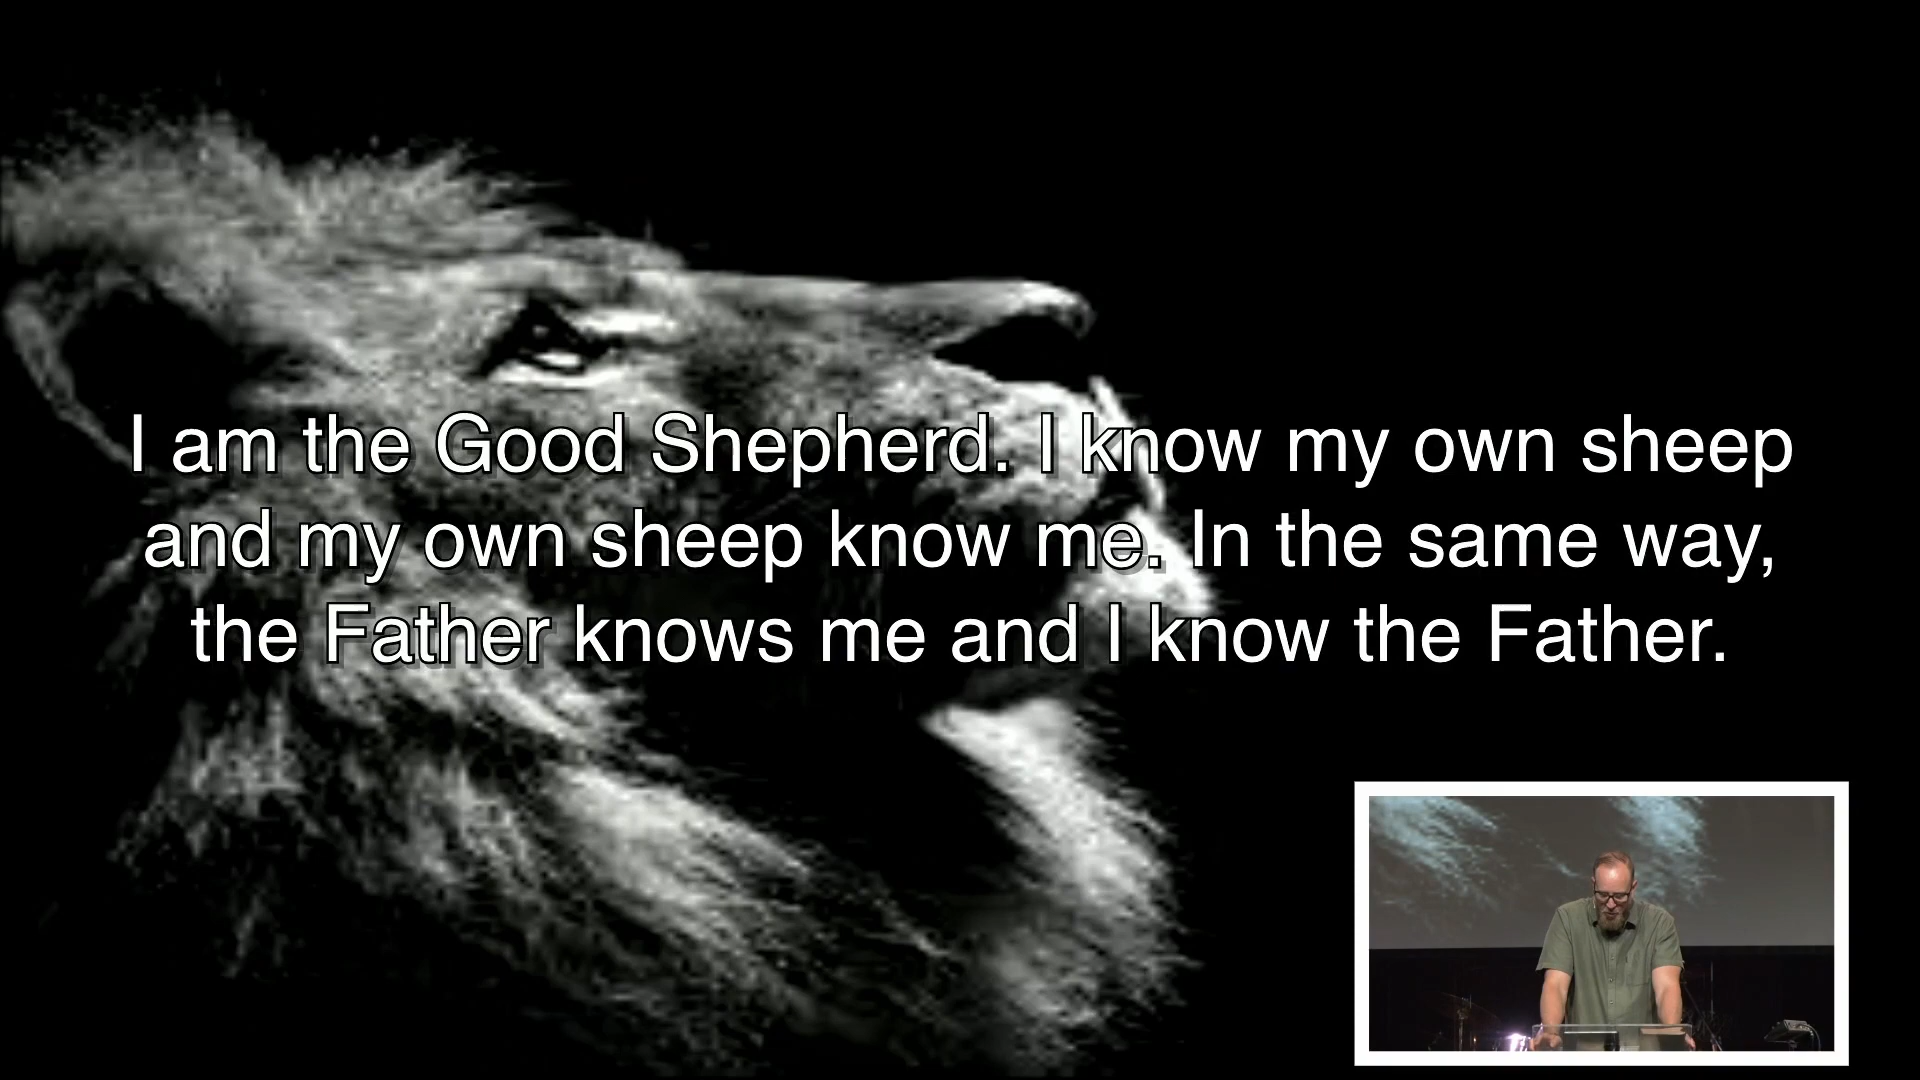 I am the Good Shepherd. I know my own sheep
and my own sheep know me. In the same way,
the Father knows me and I know the Father.